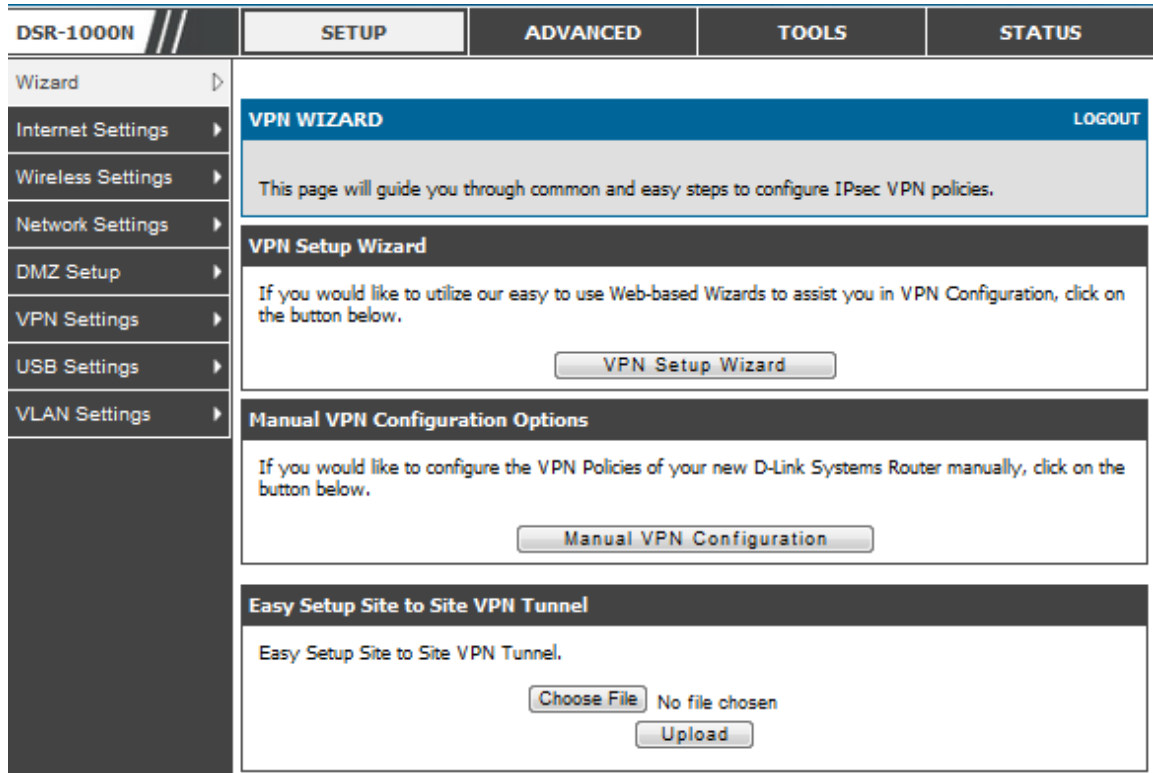 DSR-1000N
SETUP
ADVANCED
TOOLS
STATUS
Wizard
Internet Settings
Wireless Settings
Network Settings
DMZ Setup
VPN Settings
USB Settings
VLAN Settings
VPN WIZARD
LOGOUT
This page will guide you through common and easy steps to configure IPsec VPN policies.
VPN Setup Wizard
If you would like to utilize our easy to use Web-based Wizards to assist you in VPN Configuration, click on
the button below.
VPN Setup Wizard
Manual VPN Configuration Options
If you would like to configure the VPN Policies of your new D-Link Systems Router manually, click on the
button below.
Manual VPN Configuration
Easy Setup Site to Site VPN Tunnel
Easy Setup Site to Site VPN Tunnel.
Choose File No file chosen
Upload